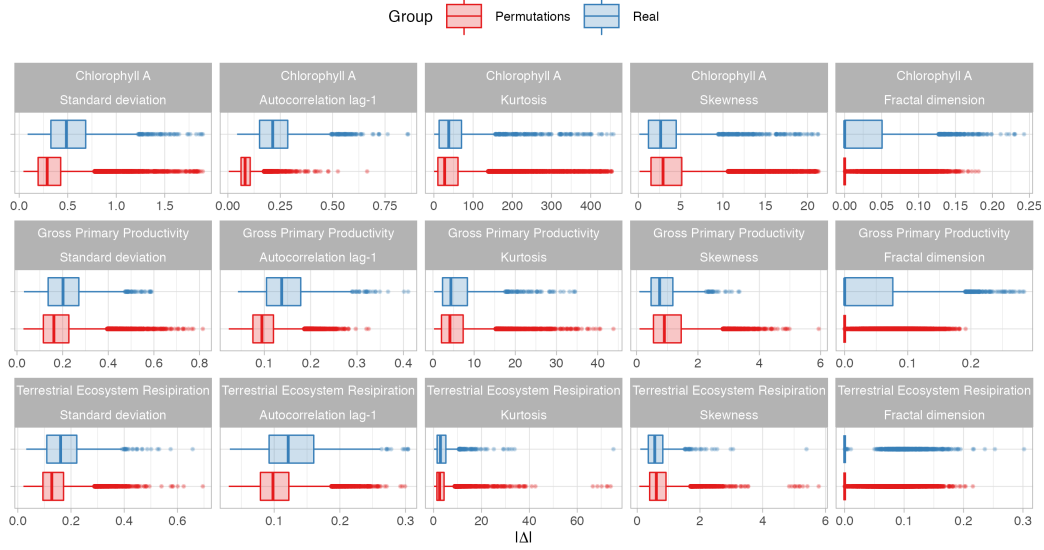 Group Permutations Real
Chlorophyll A Chlorophyll A Chlorophyll A Chlorophyll A Chlorophyll A
Standard deviation Autocorrelation lag-1 Kurtosis Skewness Fractal dimension
0.0 0.5 1.0 1.5 0.00 0.25 0.50 0.75 0 100 200 300 400 0 5 10 15 20 0.00 0.05 0.10 0.15 0.20 0.25
Gross Primary Productivity Gross Primary Productivity Gross Primary Productivity Gross Primary Productivity Gross Primary Productivity
Standard deviation Autocorrelation lag-1 Kurtosis Skewness Fractal dimension
0.0 0.2 0.4 0.6 0.8 0.1 0.2 0.3 0.4 0 10 20 30 40 0 2 4 6 0.0 0.1 0.2
Terrestrial Ecosystem Resipiration Terrestrial Ecosystem Resipiration Terrestrial Ecosystem Resipiration Terrestrial Ecosystem Resipiration Terrestrial Ecosystem Resipiration
Standard deviation Autocorrelation lag-1 Kurtosis Skewness Fractal dimension
0.0 0.2 0.4 0.6 0.1 0.2 0.3 0 20 40 60 0 2 4 6 0.0 0.1 0.2 0.3
|Δ|